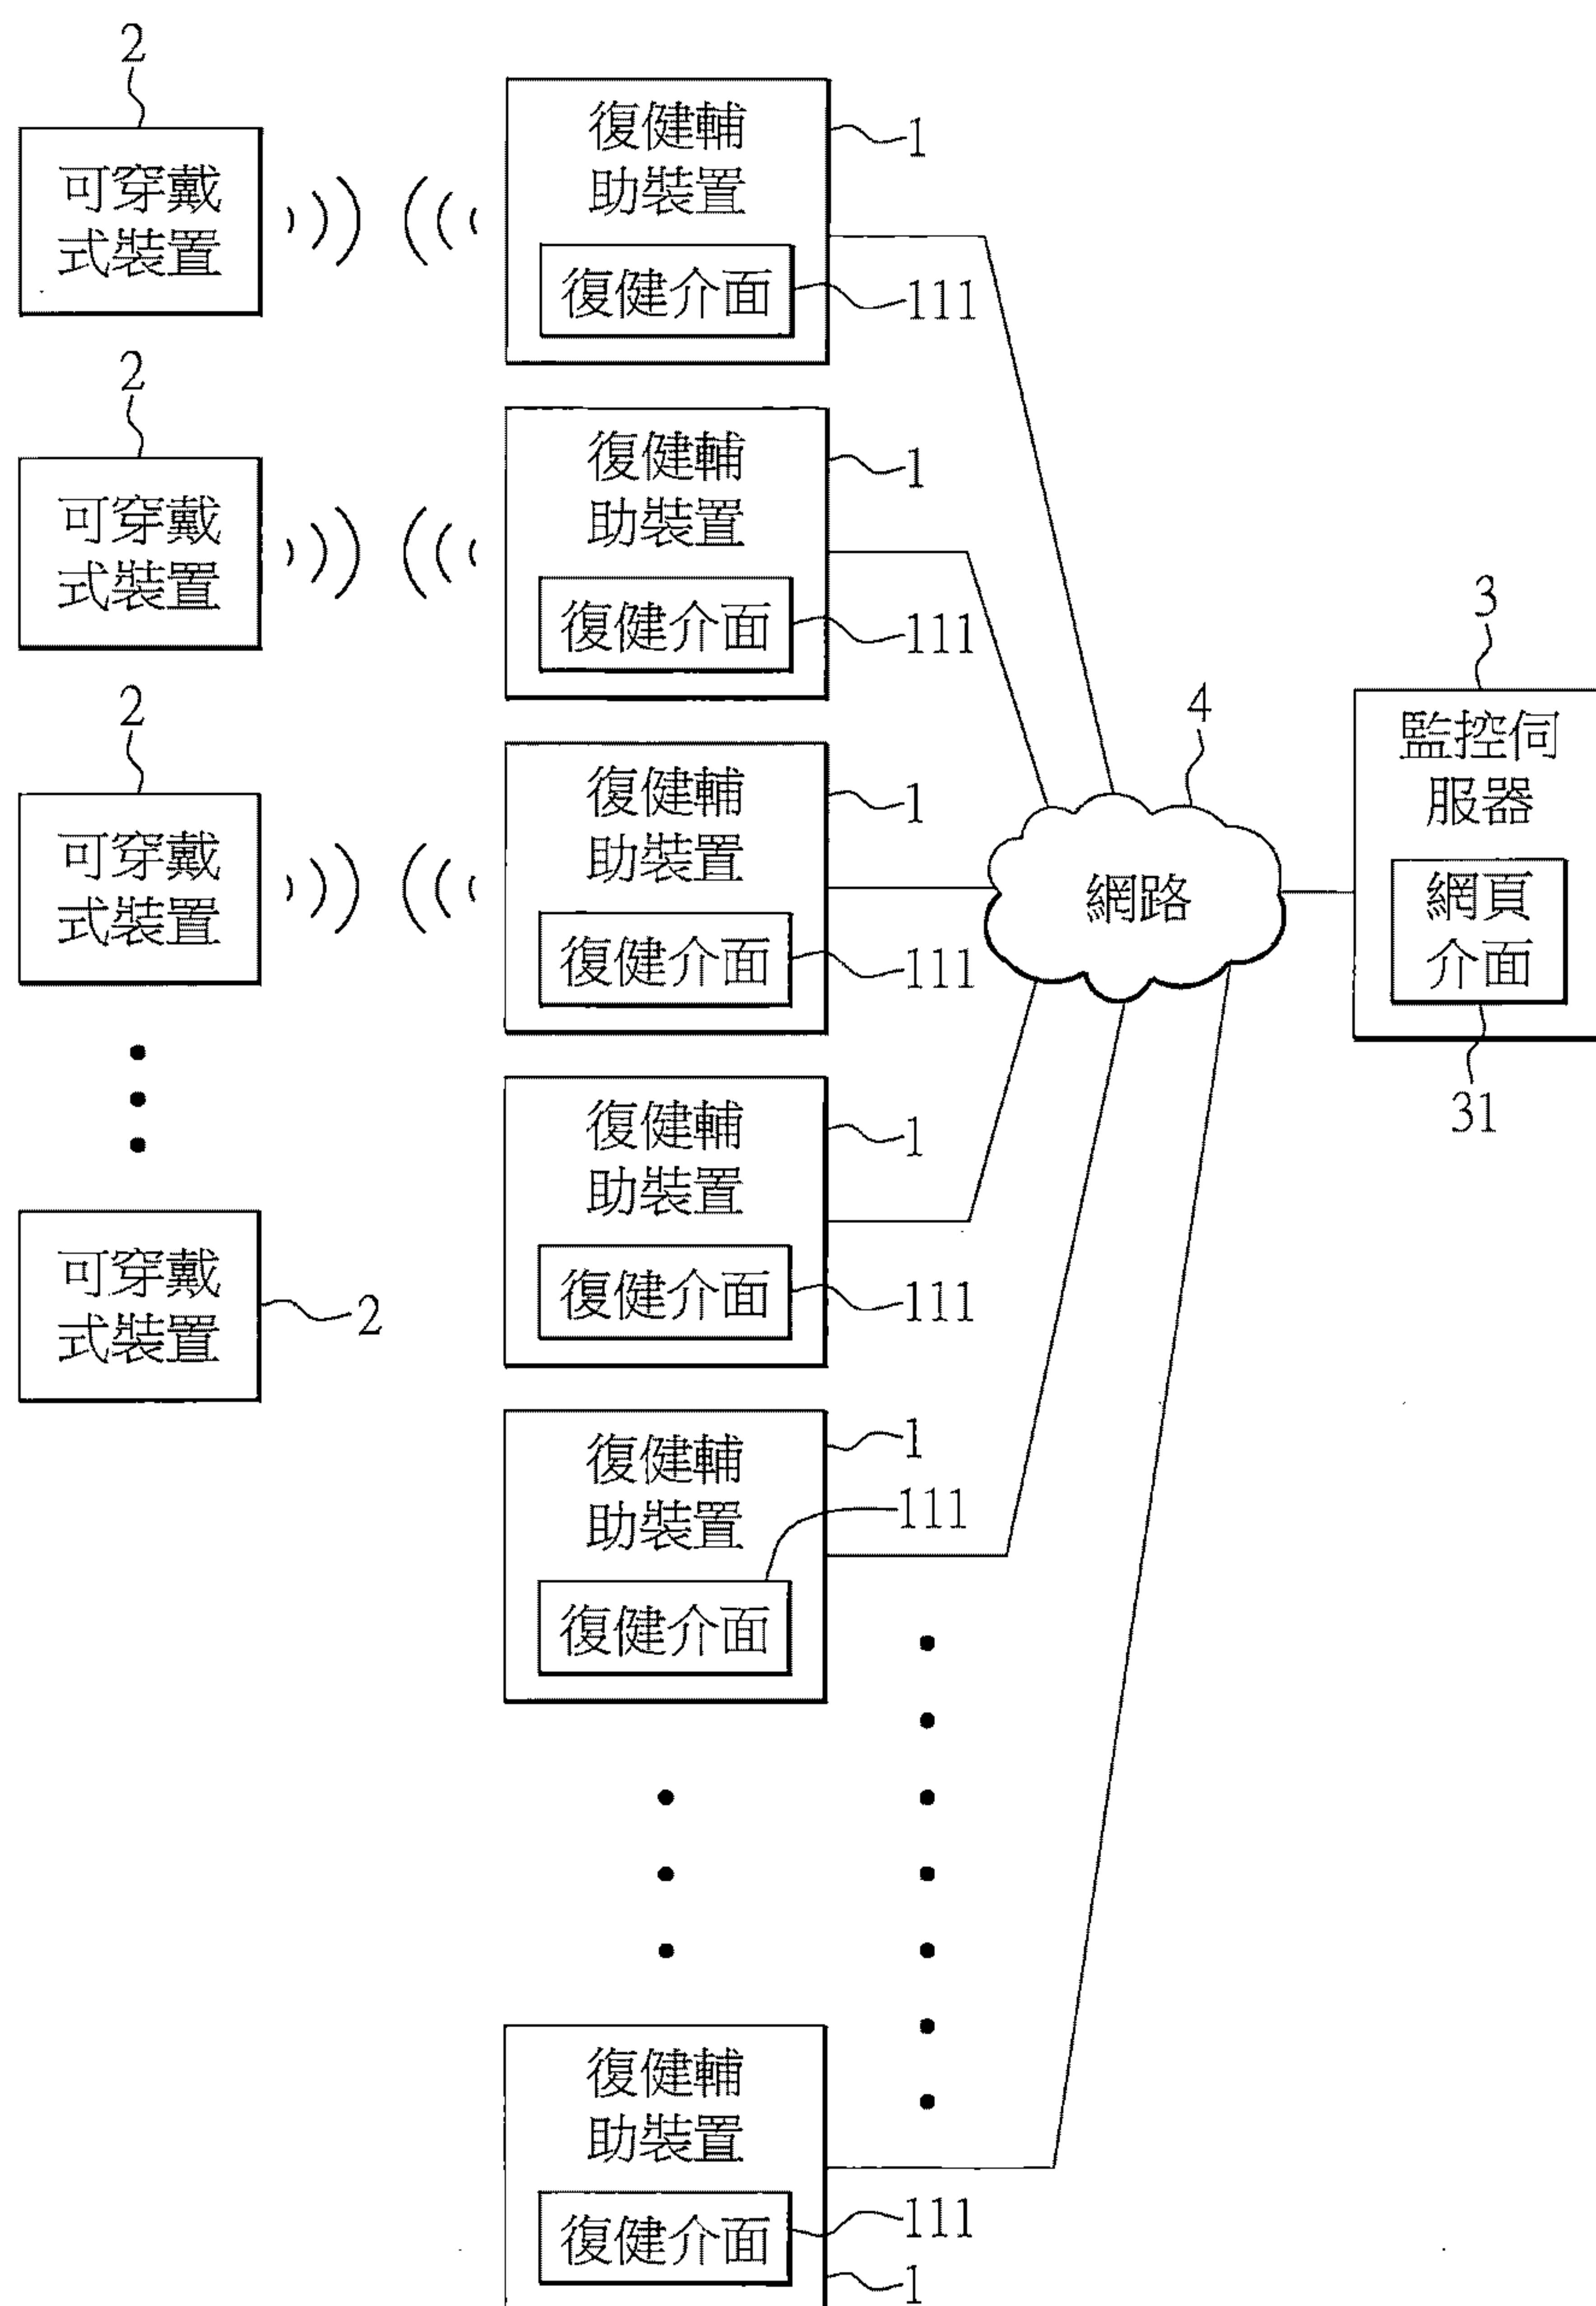 2
可穿戴
式裝置
復健輔
助裝置
1
復健介面
111
2
可穿戴
式裝置
復健輔
助裝置
1
復健介面
111
2
可穿戴
式裝置
復健輔
助裝置
1
復健介面
111
4
網路
3
監控伺
服器
網頁
介面
31
復健輔
助裝置
1
復健介面
111
可穿戴
式裝置
2
復健輔
助裝置
1
111
復健介面
復健輔
助裝置
復健介面
111
1